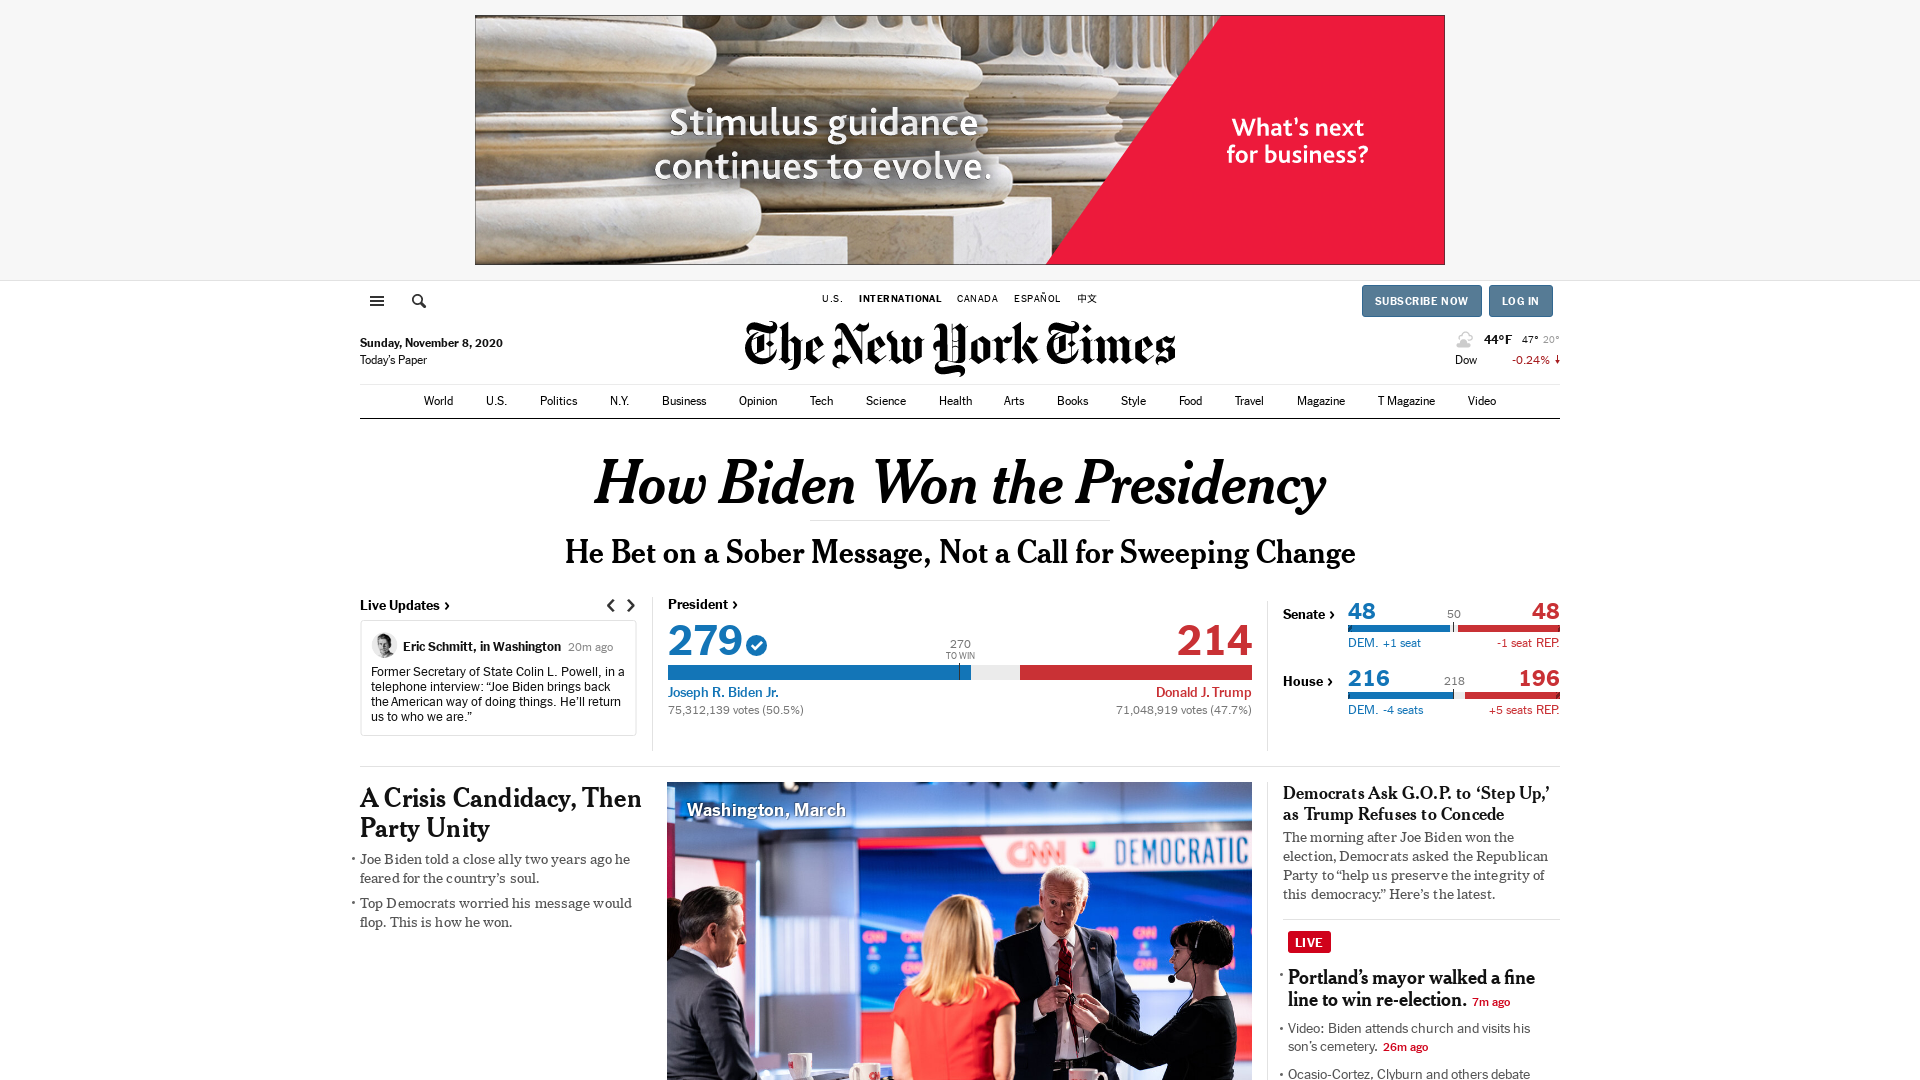 Stimulus guidance
continues to evolve.
What's next
for business?
U.S. INTERNATIONAL CANADA ESPAÑOL 中文
SUBSCRIBE NOW LOG IN
Sunday, November 8, 2020
Today's Paper
The New York Times
44°F 47° 20°
Dow -0.24% ↓
World U.S. Politics N.Y. Business Opinion Tech Science Health Arts Books Style Food Travel Magazine T Magazine Video
How Biden Won the Presidency
He Bet on a Sober Message, Not a Call for Sweeping Change
Live Updates ›
Eric Schmitt, in Washington 20m ago
Former Secretary of State Colin L. Powell, in a
telephone interview: “Joe Biden brings back
the American way of doing things. He’ll return
us to who we are.”
President ›
279 270 214
TO WIN
Joseph R. Biden Jr. Donald J. Trump
75,312,139 votes (50.5%) 71,048,919 votes (47.7%)
Senate › 48 50 48
DEM. +1 seat -1 seat REP.
House › 216 218 196
DEM. -4 seats +5 seats REP.
A Crisis Candidacy, Then
Party Unity
• Joe Biden told a close ally two years ago he
feared for the country’s soul.
• Top Democrats worried his message would
flop. This is how he won.
Washington, March
CNN DEMOCRATIC
CNN CNN CNN CNN
CNN
Democrats Ask G.O.P. to ‘Step Up,’
as Trump Refuses to Concede
The morning after Joe Biden won the
election, Democrats asked the Republican
Party to “help us preserve the integrity of
this democracy.” Here’s the latest.
LIVE
• Portland’s mayor walked a fine
line to win re-election. 7m ago
• Video: Biden attends church and visits his
son’s cemetery. 26m ago
• Ocasio-Cortez, Clyburn and others debate